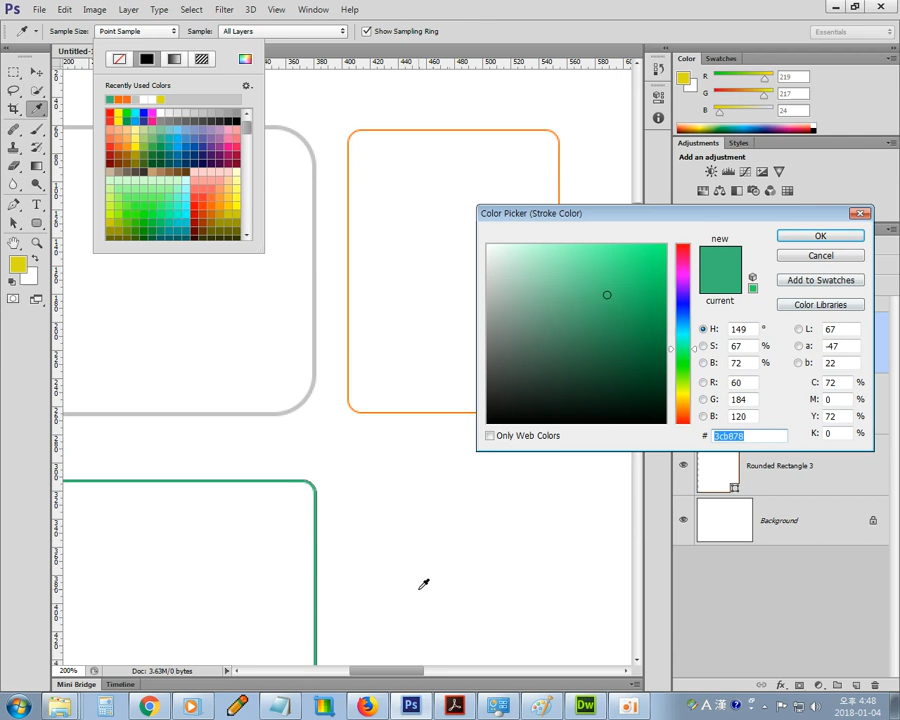 Ps File Edit Image Layer Type Select Filter 3D View Window Help
Sample Size: Point Sample Sample: All Layers Show Sampling Ring Essentials
Untitled-1
Recently Used Colors
Color Swatches
R 219
G 217
B 24
Adjustments Styles
Add an adjustment
Color Picker (Stroke Color)
new
current
OK
Cancel
Add to Swatches
Color Libraries
H: 149 °
S: 67 %
B: 72 %
R: 60
G: 184
B: 120
L: 67
a: -47
b: 22
C: 72 %
M: 0 %
Y: 72 %
K: 0 %
# 3cb878
Only Web Colors
Rounded Rectangle 3
Background
200% Doc: 3.63M/0 bytes
Mini Bridge Timeline
fx
Ps Dw A 漢 ?
오후 4:48
2018-01-04